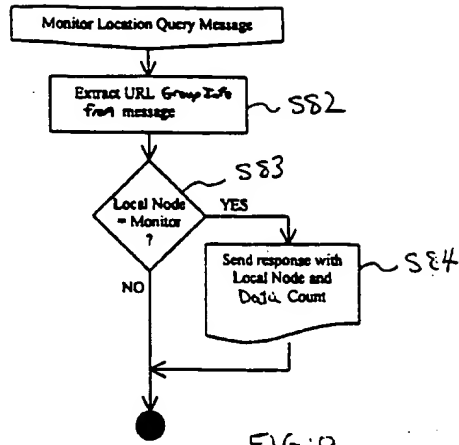 Monitor Location Query Message
Extract URL Group Info
from message
S82
S83
Local Node
= Monitor
?
YES
NO
Send response with
Local Node and
Data Count
S84